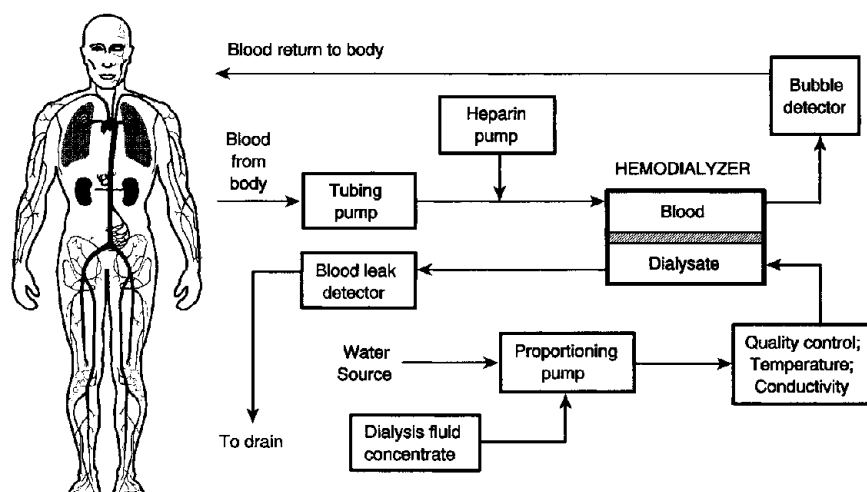 Blood return to body
Bubble
detector
Heparin
pump
Blood
from
body
HEMODIALYZER
Tubing
pump
Blood
Dialysate
Blood leak
detector
Water
Source
Proportioning
pump
Quality control;
Temperature;
Conductivity
To drain
Dialysis fluid
concentrate